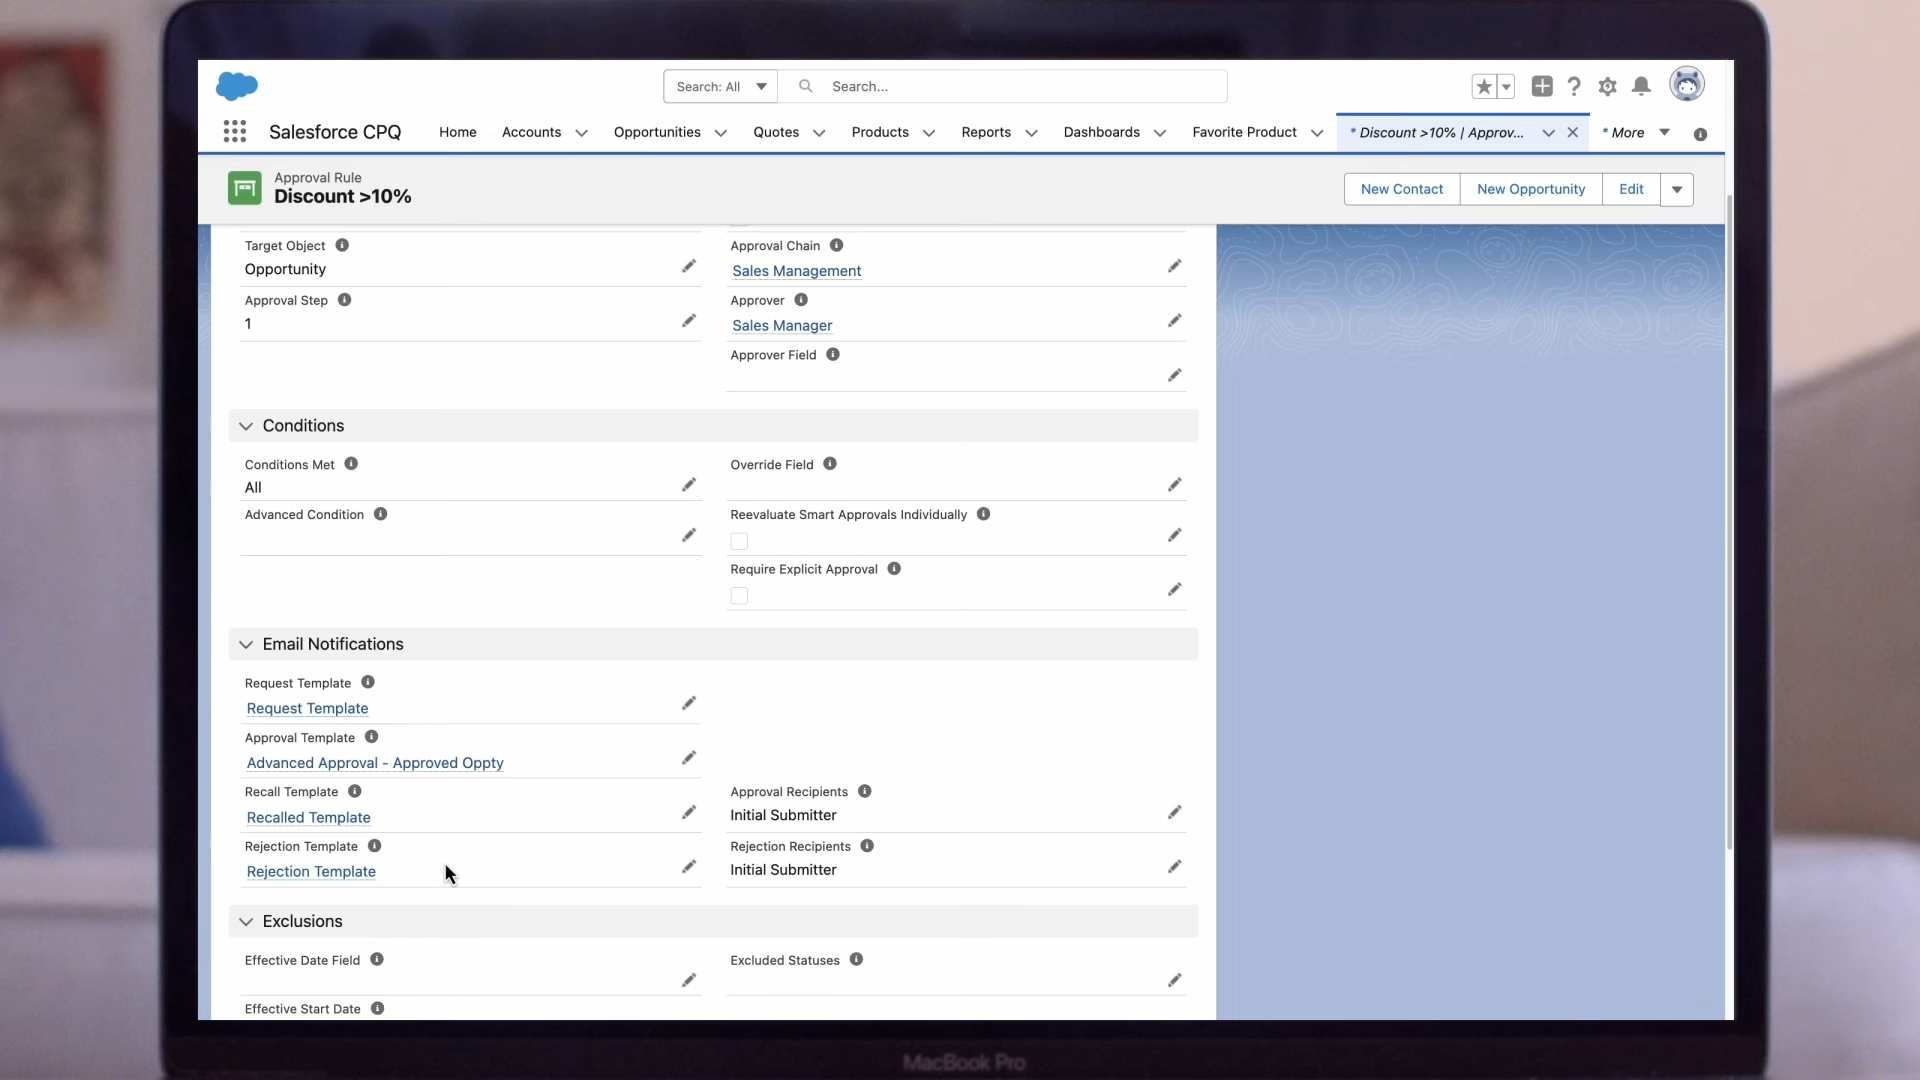 Search: All
Search...
Salesforce CPQ
Home
Accounts
Opportunities
Quotes
Products
Reports
Dashboards
Favorite Product
* Discount >10% | Approv...
* More
Approval Rule
Discount >10%
New Contact
New Opportunity
Edit
Target Object
Opportunity
Approval Chain
Sales Management
Approval Step
1
Approver
Sales Manager
Approver Field
Conditions
Conditions Met
All
Override Field
Advanced Condition
Reevaluate Smart Approvals Individually
Require Explicit Approval
Email Notifications
Request Template
Request Template
Approval Template
Advanced Approval - Approved Oppty
Recall Template
Recalled Template
Approval Recipients
Initial Submitter
Rejection Template
Rejection Template
Rejection Recipients
Initial Submitter
Exclusions
Effective Date Field
Excluded Statuses
Effective Start Date
MacBook Pro